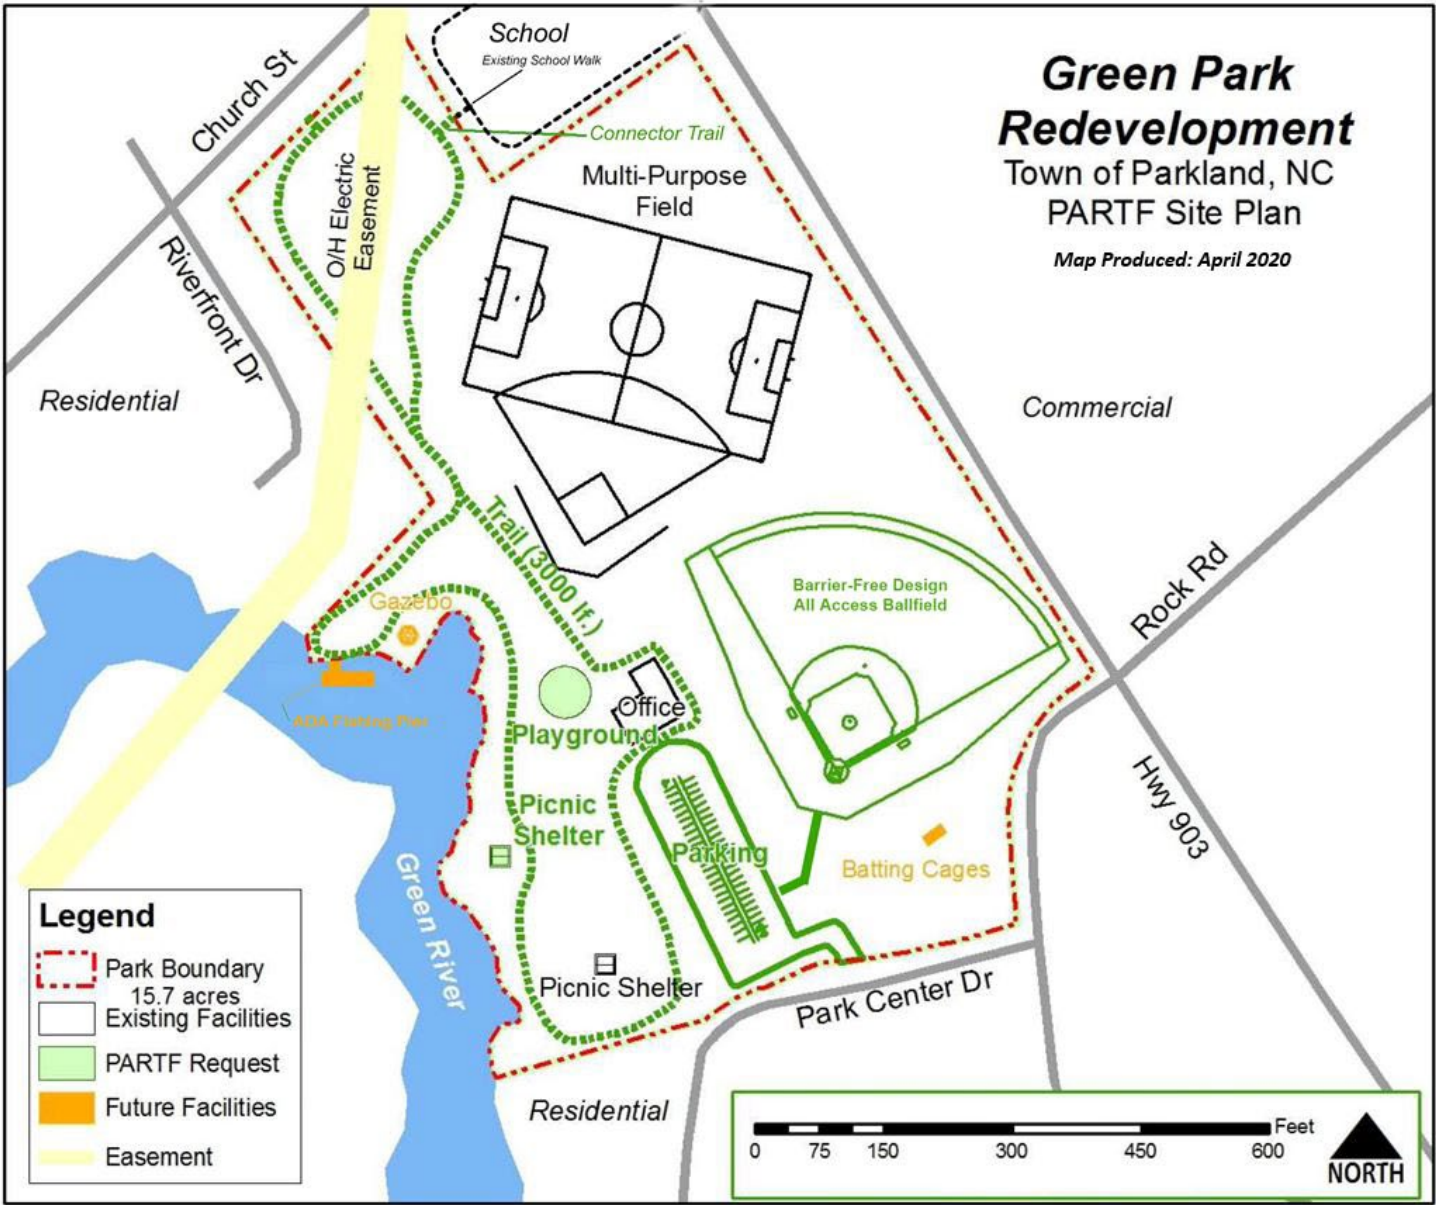 Green Park
Redevelopment
Town of Parkland, NC
PARTF Site Plan
Map Produced: April 2020
School
Existing School Walk
Connector Trail
Church St
Multi-Purpose
Field
O/H Electric
Easement
Riverfront Dr
Residential
Commercial
Trail (3000 lf.)
Rock Rd
Barrier-Free Design
All Access Ballfield
Gazebo
ADA Fishing Pier
Office
Playground
Picnic
Shelter
Parking
Batting Cages
Hwy 903
Green River
Picnic Shelter
Park Center Dr
Residential
Legend
Park Boundary
15.7 acres
Existing Facilities
PARTF Request
Future Facilities
Easement
0 75 150 300 450 600
Feet
NORTH